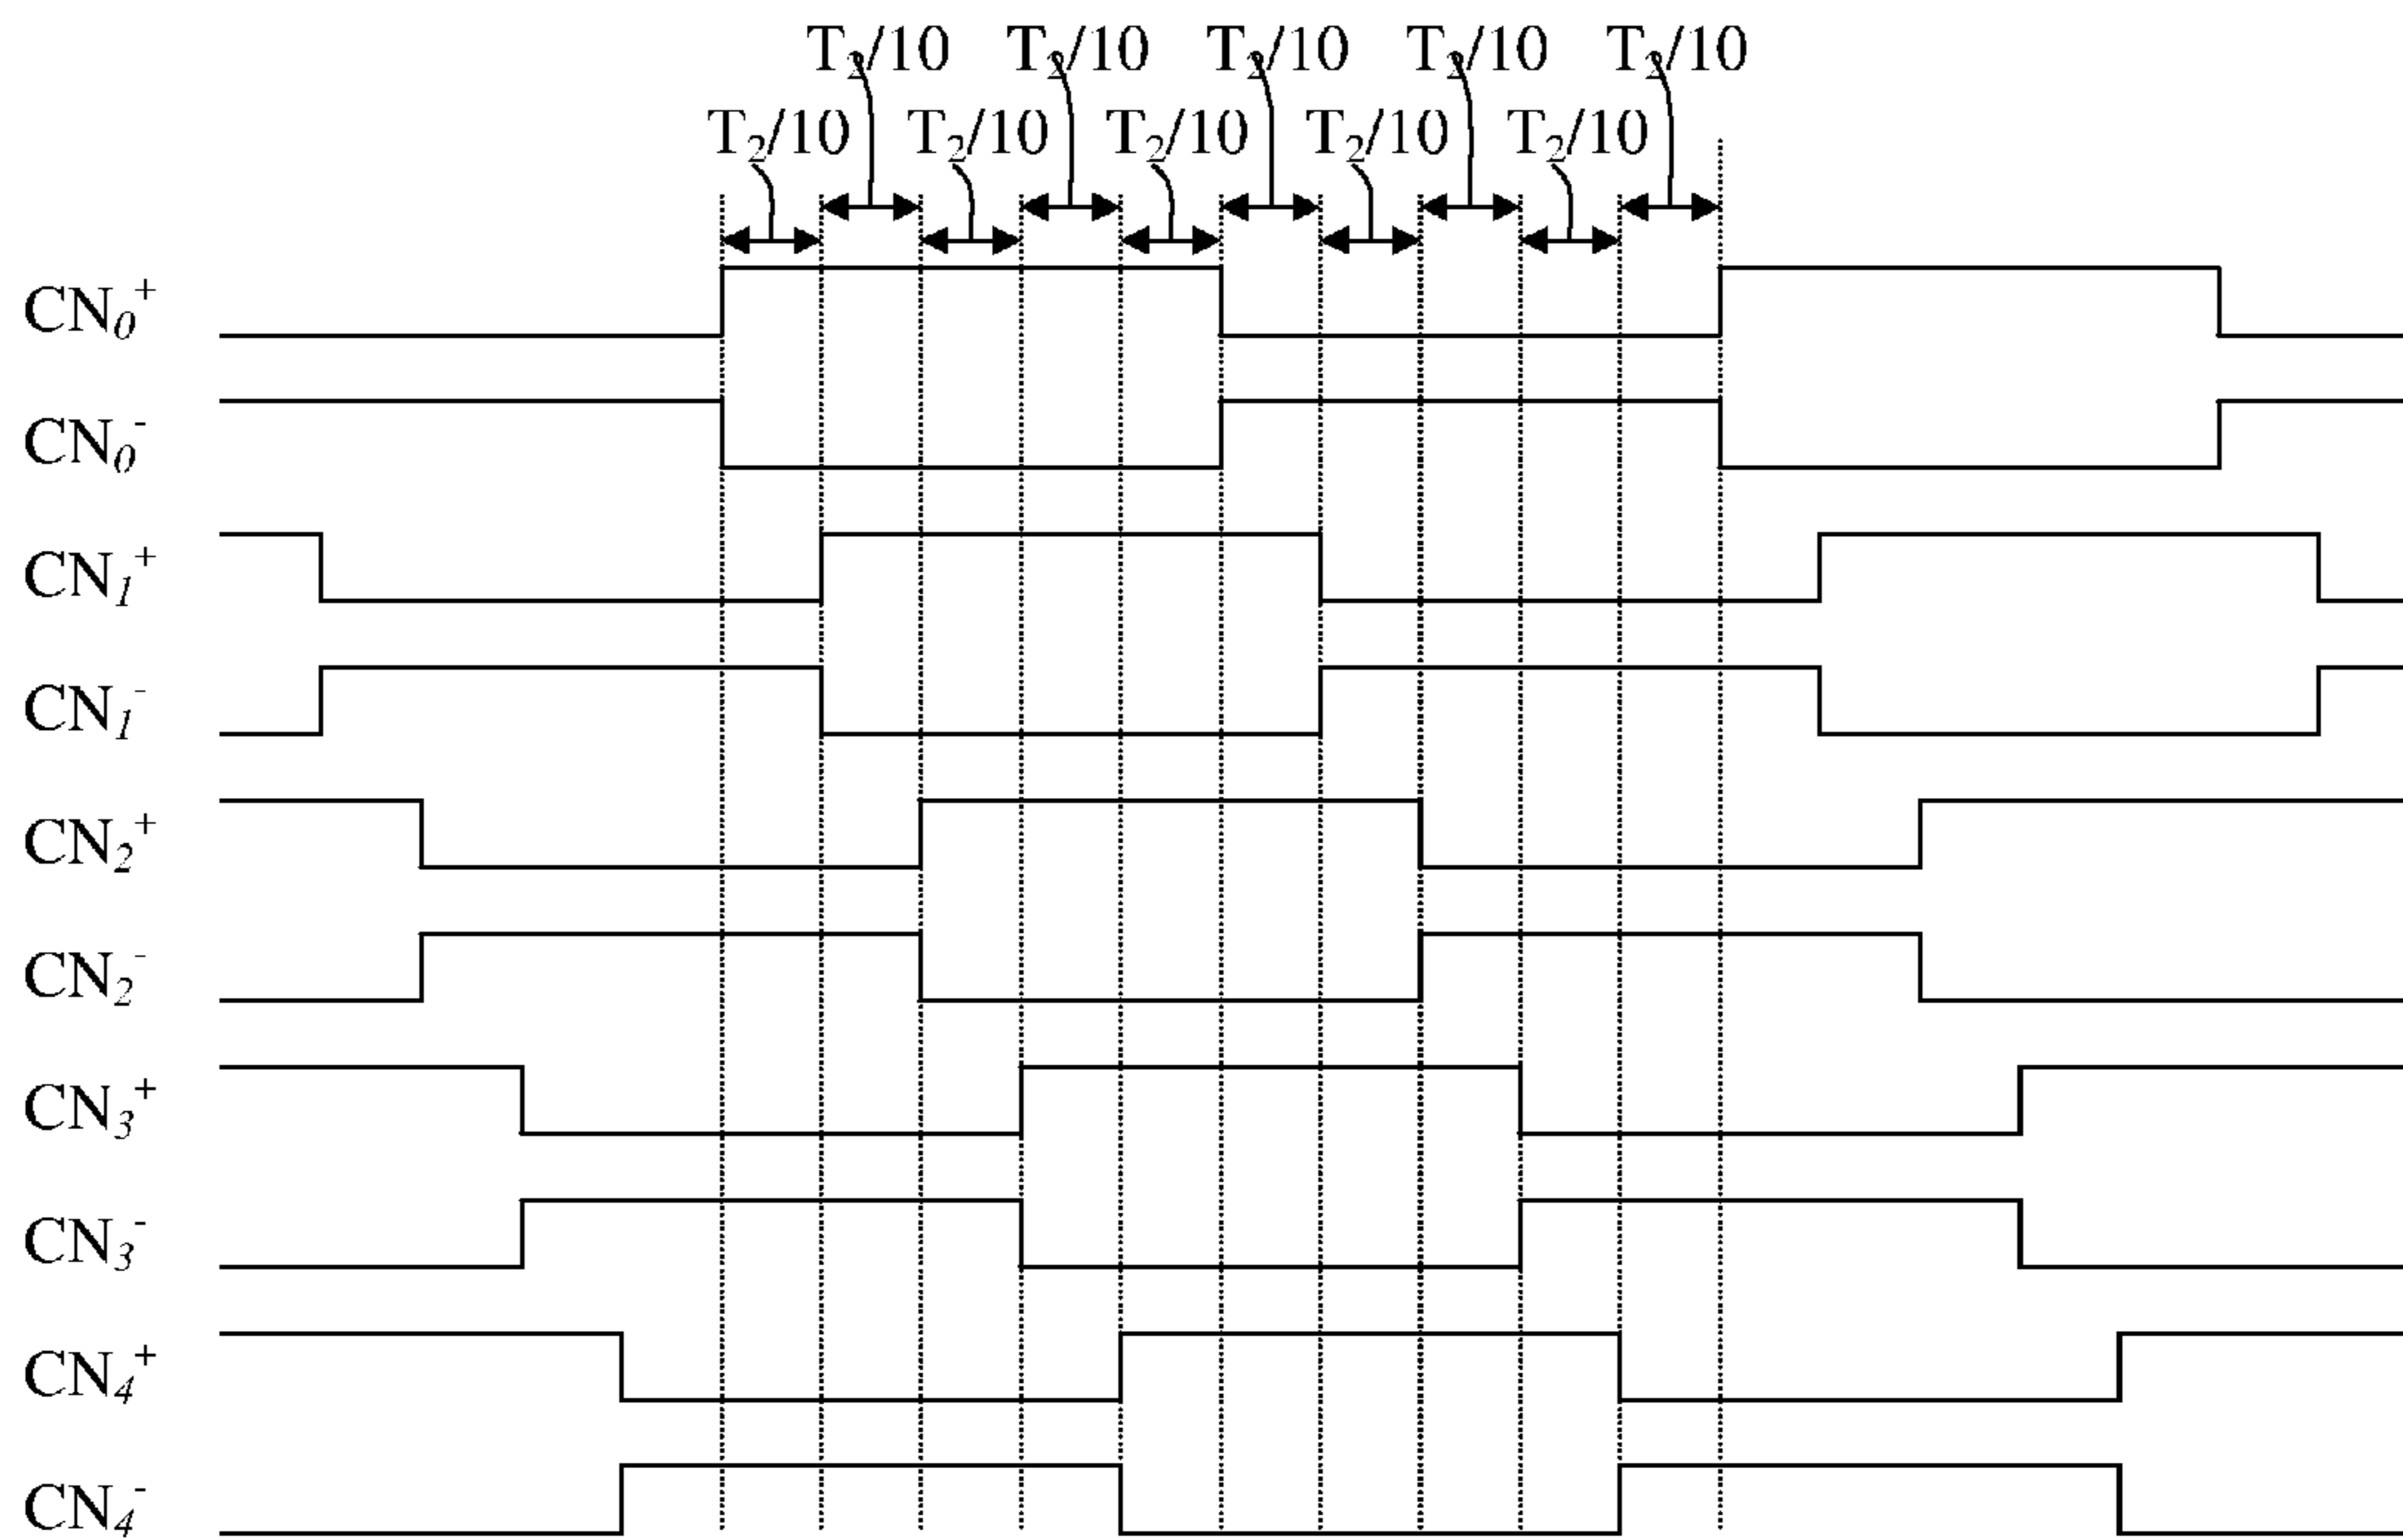 T₂/10 T₂/10 T₂/10 T₂/10 T₂/10
T₂/10 T₂/10 T₂/10 T₂/10 T₂/10
CN₀⁺
CN₀⁻
CN₁⁺
CN₁⁻
CN₂⁺
CN₂⁻
CN₃⁺
CN₃⁻
CN₄⁺
CN₄⁻